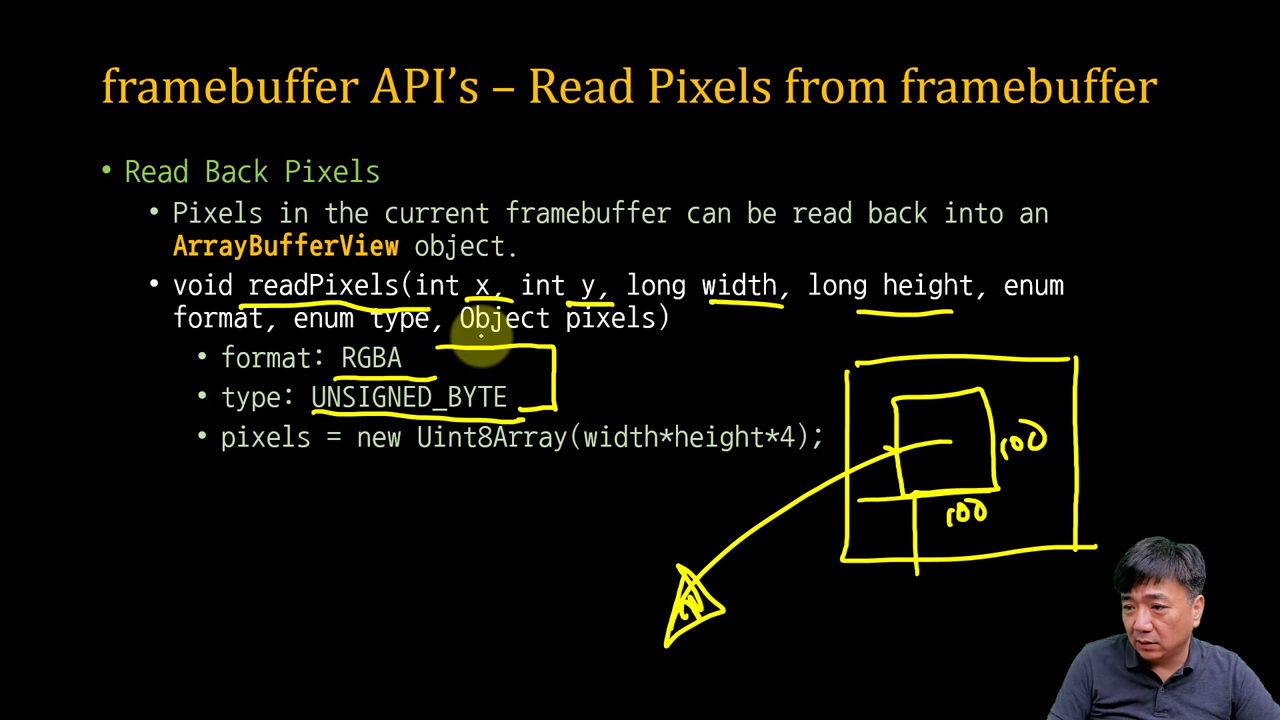 framebuffer API’s – Read Pixels from framebuffer
• Read Back Pixels
• Pixels in the current framebuffer can be read back into an
ArrayBufferView object.
• void readPixels(int x, int y, long width, long height, enum
format, enum type, Object pixels)
• format: RGBA
• type: UNSIGNED_BYTE
• pixels = new Uint8Array(width*height*4);
100
100